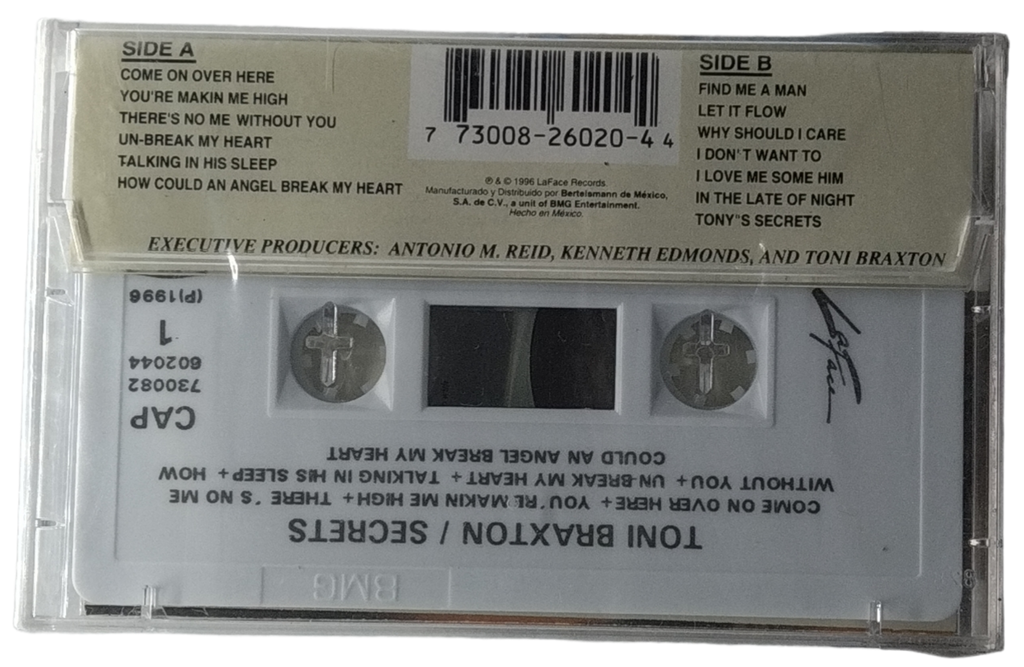 SIDE A
COME ON OVER HERE
YOU'RE MAKIN ME HIGH
THERE'S NO ME WITHOUT YOU
UN-BREAK MY HEART
TALKING IN HIS SLEEP
HOW COULD AN ANGEL BREAK MY HEART
7 73008-26020-4 4
℗ & © 1996 LaFace Records.
Manufacturado y Distribuido por Bertelsmann de México,
S.A. de C.V., a unit of BMG Entertainment.
Hecho en México.
SIDE B
FIND ME A MAN
LET IT FLOW
WHY SHOULD I CARE
I DON'T WANT TO
I LOVE ME SOME HIM
IN THE LATE OF NIGHT
TONY"S SECRETS
EXECUTIVE PRODUCERS: ANTONIO M. REID, KENNETH EDMONDS, AND TONI BRAXTON
BMG
TONI BRAXTON / SECRETS
COME ON OVER HERE + YOU'RE MAKIN ME HIGH + THERE'S NO ME
WITHOUT YOU + UN BREAK MY HEART + TALKING IN HIS SLEEP + HOW
COULD AN ANGEL BREAK MY HEART
LaFace
CAP
730082
602044
1
(P)1996